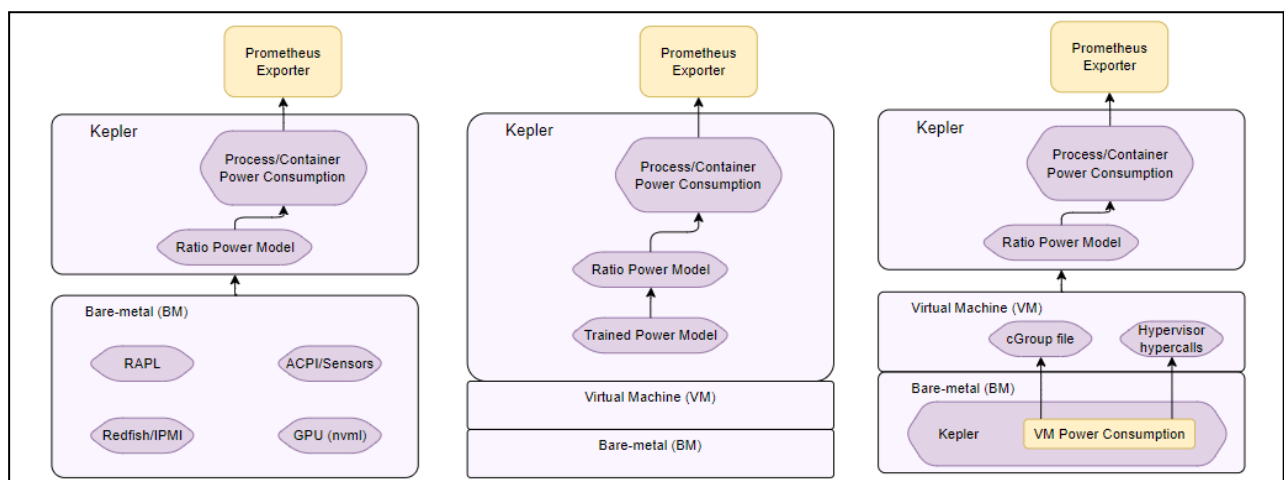 Prometheus
Exporter
Kepler
Process/Container
Power Consumption
Ratio Power Model
Bare-metal (BM)
RAPL
ACPI/Sensors
Redfish/IPMI
GPU (nvml)
Prometheus
Exporter
Kepler
Process/Container
Power Consumption
Ratio Power Model
Trained Power Model
Virtual Machine (VM)
Bare-metal (BM)
Prometheus
Exporter
Kepler
Process/Container
Power Consumption
Ratio Power Model
Virtual Machine (VM)
cGroup file
Hypervisor
hypercalls
Bare-metal (BM)
Kepler
VM Power Consumption